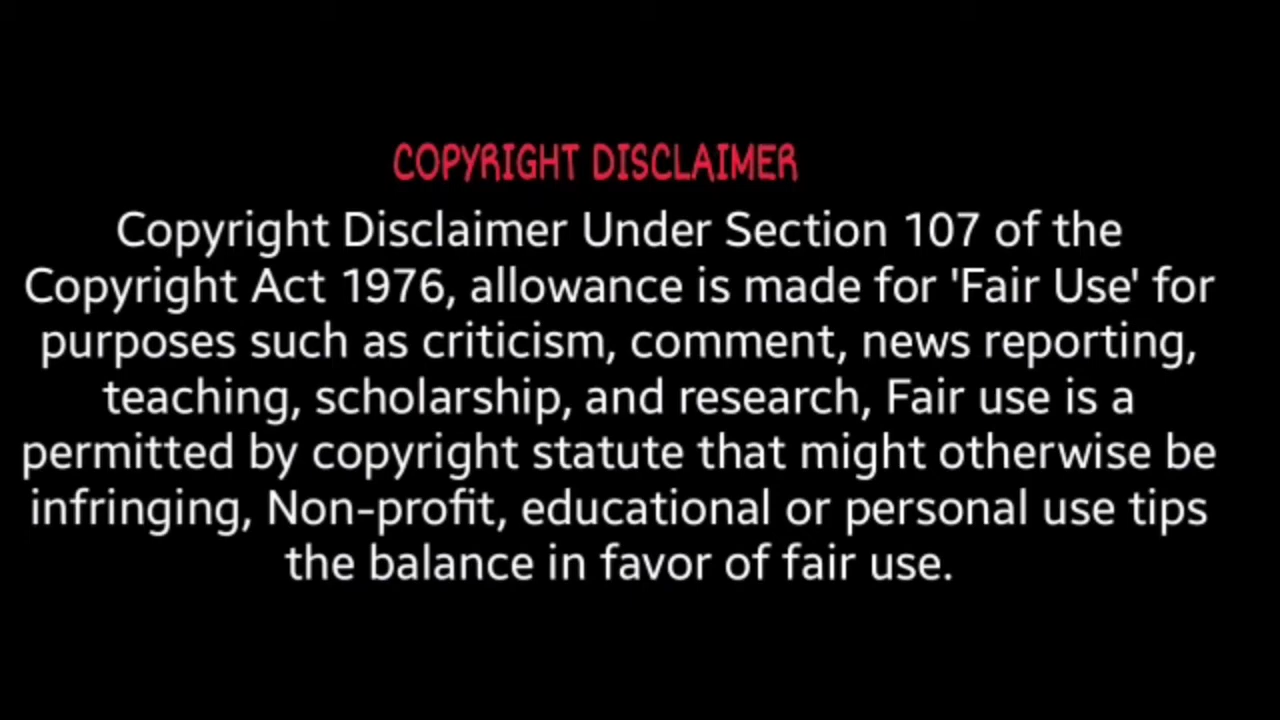 COPYRIGHT DISCLAIMER
Copyright Disclaimer Under Section 107 of the
Copyright Act 1976, allowance is made for 'Fair Use' for
purposes such as criticism, comment, news reporting,
teaching, scholarship, and research, Fair use is a
permitted by copyright statute that might otherwise be
infringing, Non-profit, educational or personal use tips
the balance in favor of fair use.